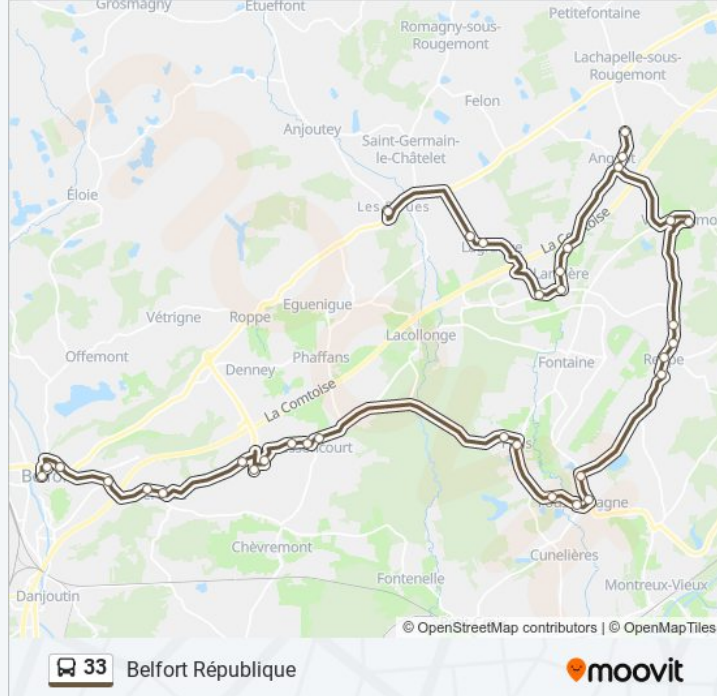 Grosmagny
Etueffont
Petitefontaine
Romagny-sous-
Rougemont
Lachapelle-sous-
Rougemont
Felon
Anjoutey
Saint-Germain-
le-Châtelet
Éloie
La Comtoise
Eguenigue
Vétrigne
Roppe
Lacollonge
Offemont
Phaffans
Fontaine
Denney
La Comtoise
Chèvremont
Cunelières
Fontenelle
Montreux-Vieux
Danjoutin
© OpenStreetMap contributors | © OpenMapTiles
33
Belfort République
moovit